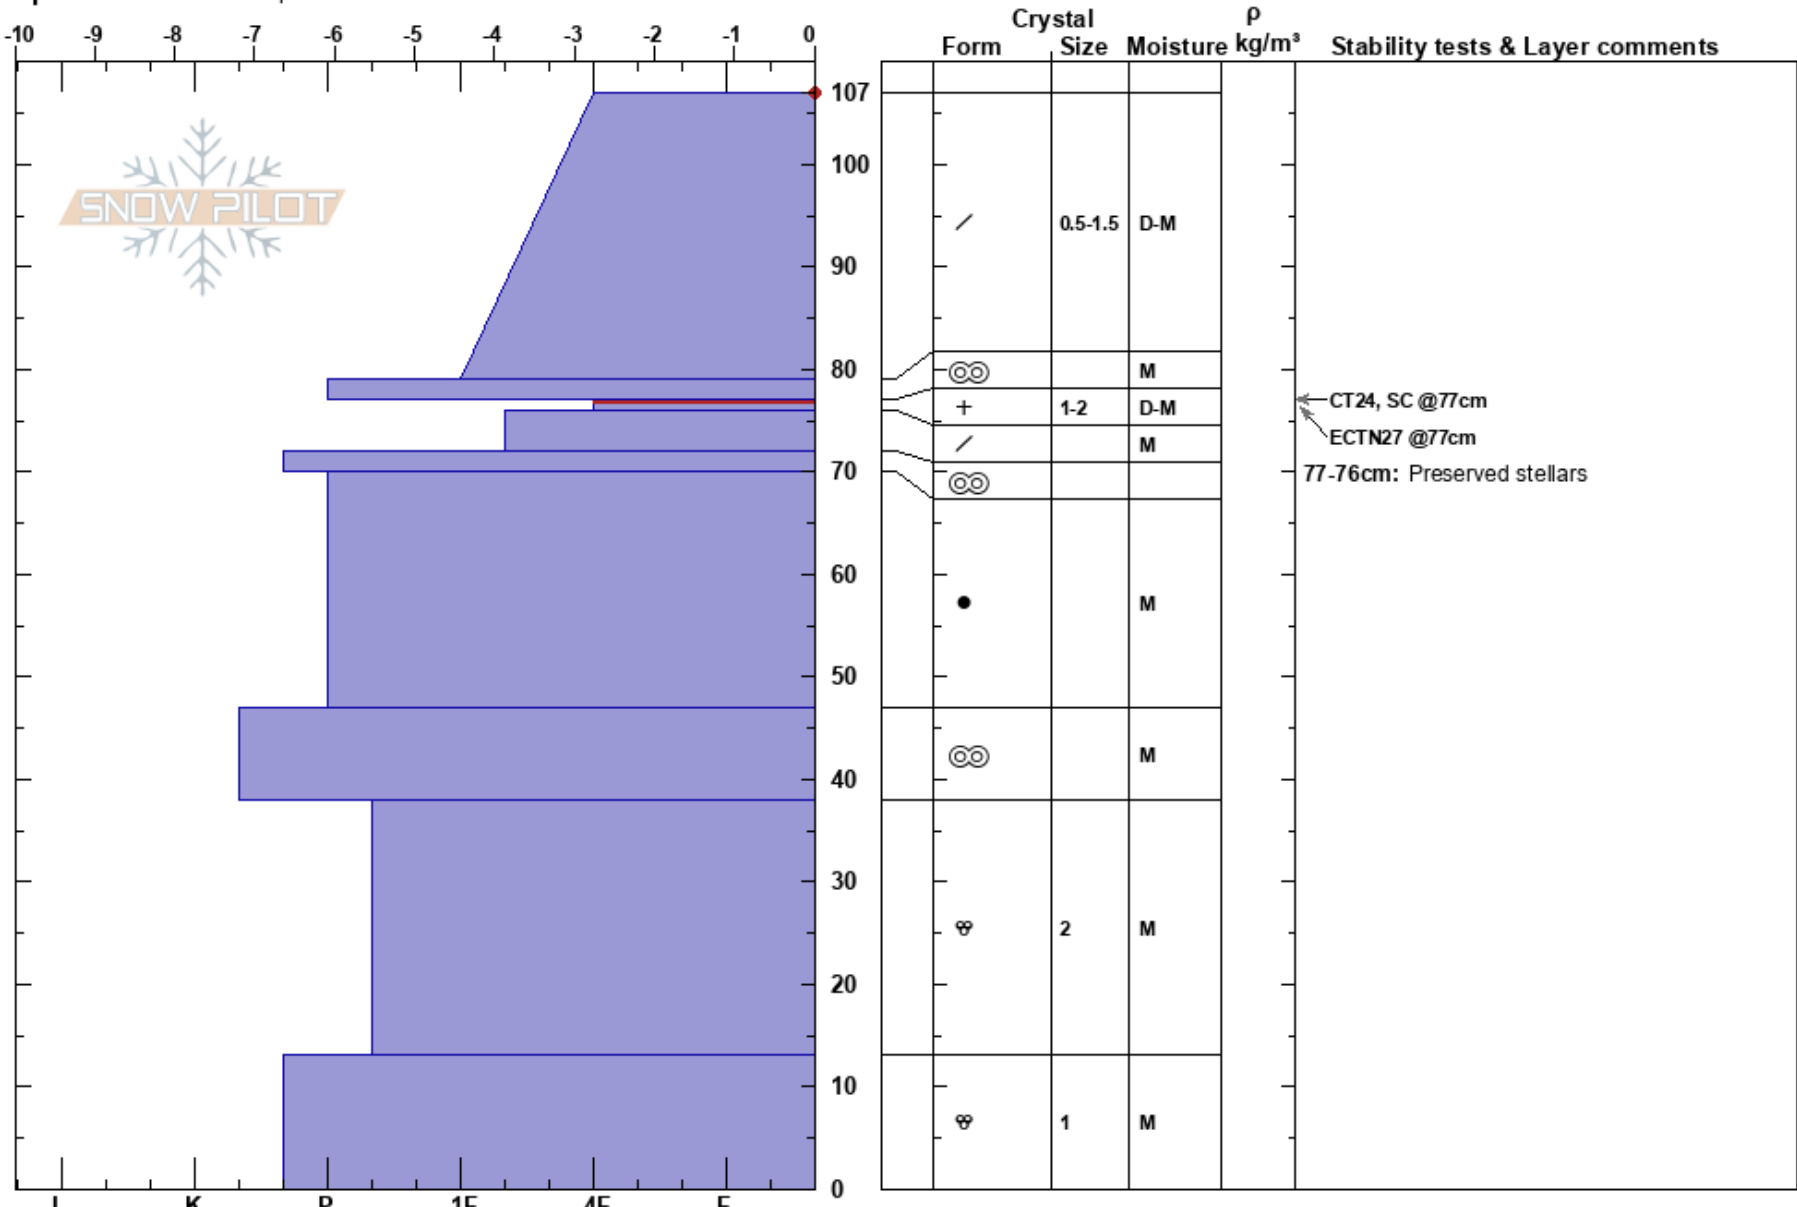 Crystal ρ
-10 -9 -8 -7 -6 -5 -4 -3 -2 -1 0
Form Size Moisture kg/m³ Stability tests & Layer comments
107
100
SNOW PILOT
/ 0.5-1.5 D-M
90
80
M
+ 1-2 D-M
CT24, SC @77cm
/ M
ECTN27 @77cm
70
77-76cm: Preserved stellars
60
M
50
M
40
30
2 M
20
10
1 M
0
K P 1F 4F F